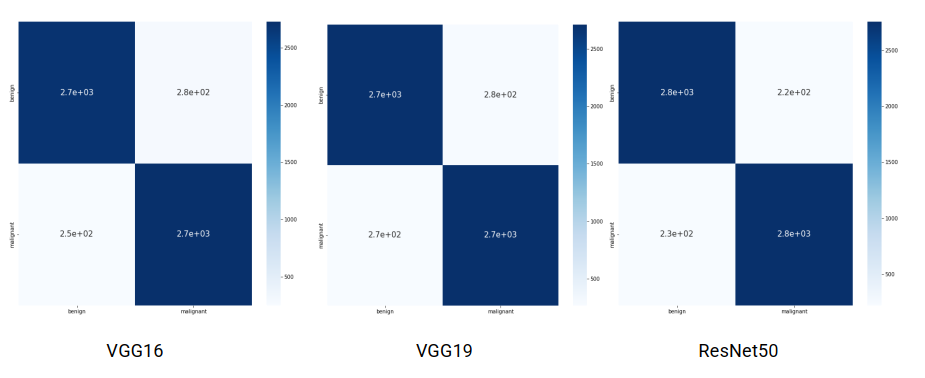 benign
2.7e+03
2.8e+02
malignant
2.5e+02
2.7e+03
benign
malignant
2500
2000
1500
1000
500
VGG16
benign
2.7e+03
2.8e+02
malignant
2.7e+02
2.7e+03
benign
malignant
2500
2000
1500
1000
500
VGG19
benign
2.8e+03
2.2e+02
malignant
2.3e+02
2.8e+03
benign
malignant
2500
2000
1500
1000
500
ResNet50